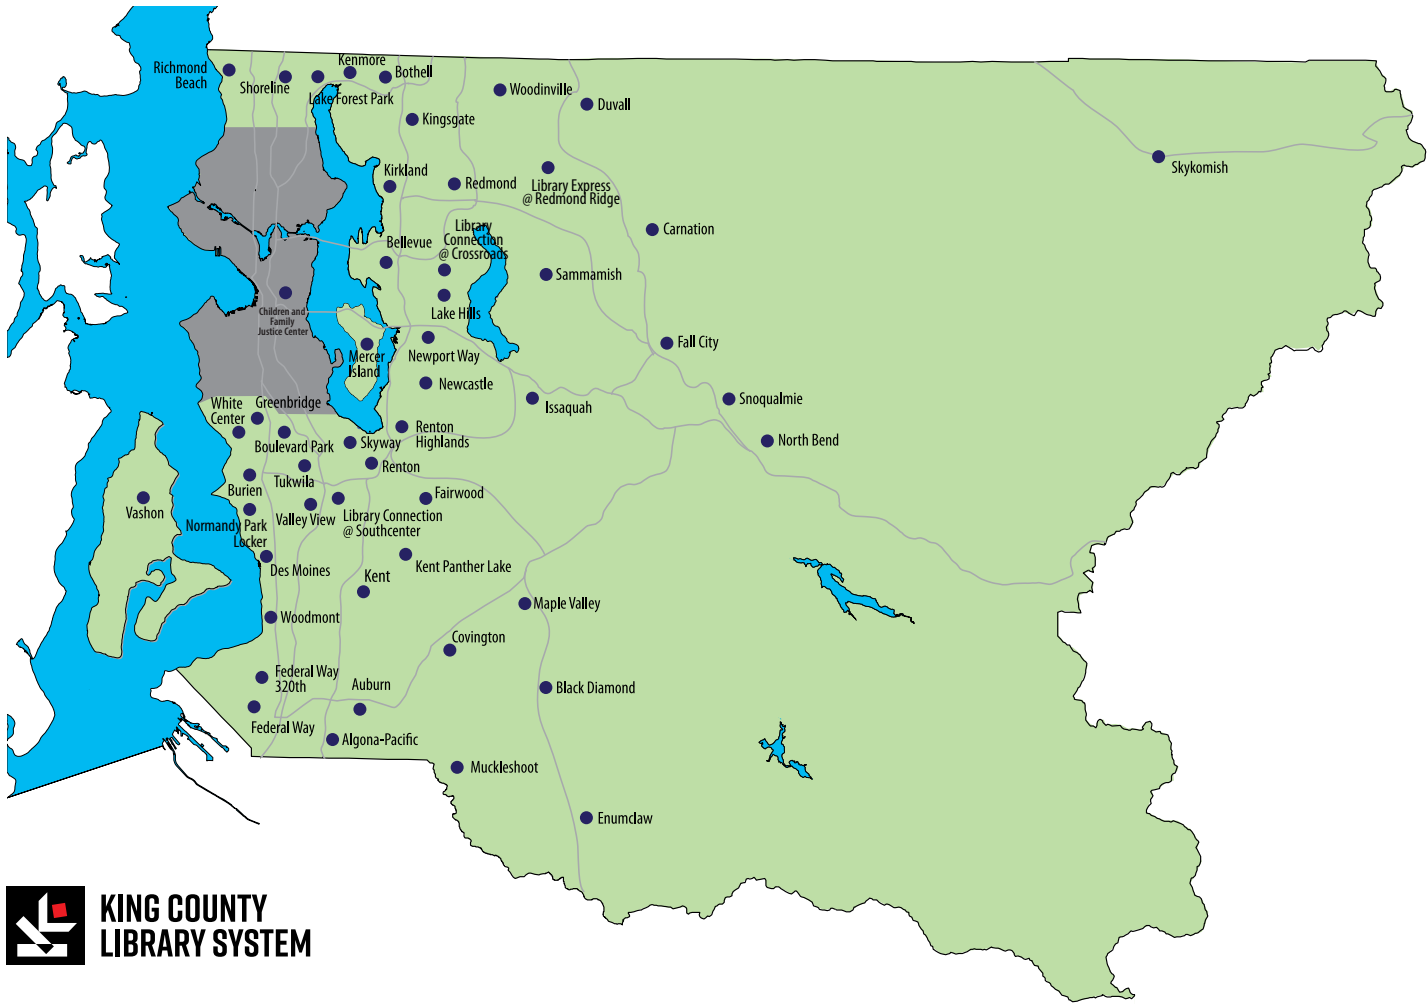 Richmond
Beach
Shoreline
Lake Forest Park
Kenmore
Bothell
Woodinville
Duvall
Kingsgate
Skykomish
Kirkland
Redmond
Library Express
@ Redmond Ridge
Carnation
Library
Connection
@ Crossroads
Bellevue
Sammamish
Lake Hills
Children and
Family
Justice Center
Mercer
Island
Newport Way
Fall City
Newcastle
Issaquah
Snoqualmie
North Bend
White
Center
Greenbridge
Boulevard Park
Skyway
Renton
Highlands
Renton
Tukwila
Burien
Vashon
Normandy Park
Locker
Valley View
Library Connection
@ Southcenter
Fairwood
Des Moines
Kent Panther Lake
Kent
Woodmont
Maple Valley
Covington
Federal Way
320th
Auburn
Black Diamond
Federal Way
Algona-Pacific
Muckleshoot
Enumclaw
KING COUNTY
LIBRARY SYSTEM